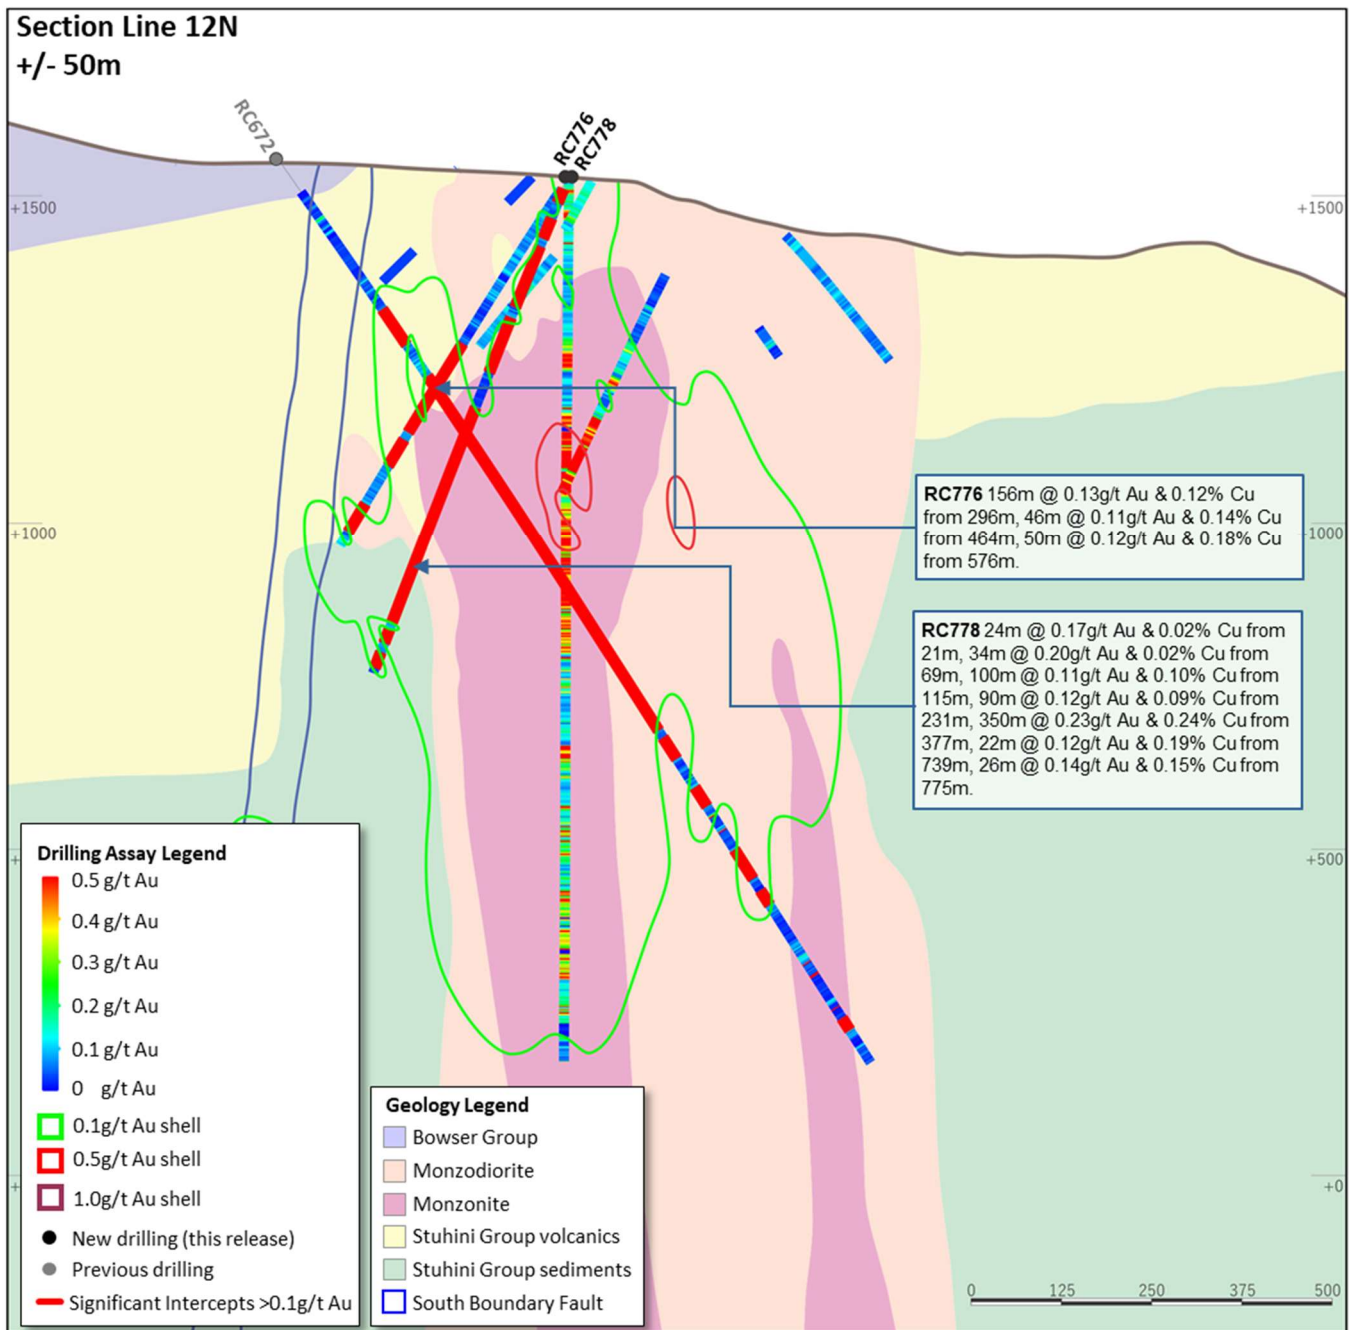 Section Line 12N
+/- 50m
RC672
RC776
RC778
+1500
+1500
+1000
1000
+500
+0
RC776 156m @ 0.13g/t Au & 0.12% Cu
from 296m, 46m @ 0.11g/t Au & 0.14% Cu
from 464m, 50m @ 0.12g/t Au & 0.18% Cu
from 576m.
RC778 24m @ 0.17g/t Au & 0.02% Cu from
21m, 34m @ 0.20g/t Au & 0.02% Cu from
69m, 100m @ 0.11g/t Au & 0.10% Cu from
115m, 90m @ 0.12g/t Au & 0.09% Cu from
231m, 350m @ 0.23g/t Au & 0.24% Cu from
377m, 22m @ 0.12g/t Au & 0.19% Cu from
739m, 26m @ 0.14g/t Au & 0.15% Cu from
775m.
Drilling Assay Legend
0.5 g/t Au
0.4 g/t Au
0.3 g/t Au
0.2 g/t Au
0.1 g/t Au
0 g/t Au
0.1g/t Au shell
0.5g/t Au shell
1.0g/t Au shell
New drilling (this release)
Previous drilling
Significant Intercepts >0.1g/t Au
Geology Legend
Bowser Group
Monzodiorite
Monzonite
Stuhini Group volcanics
Stuhini Group sediments
South Boundary Fault
0 125 250 375 500